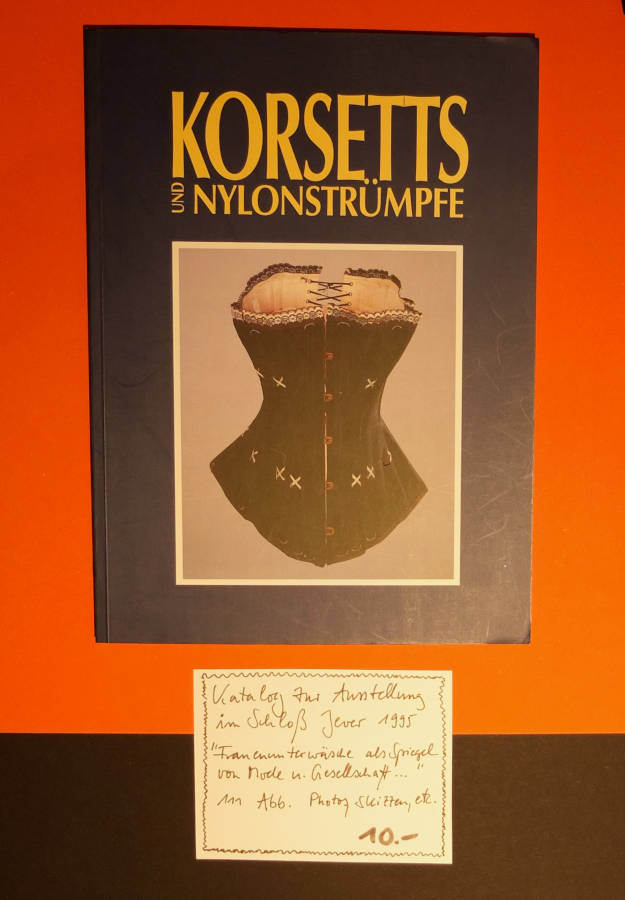 KORSETTS
UND NYLONSTRÜMPFE
Katalog zur Ausstellung
im Schloß Jever 1995
"Frauenunterwäsche als Spiegel
von Mode u. Gesellschaft..."
111 Abb. Photos, Skizzen, etc.
10.-